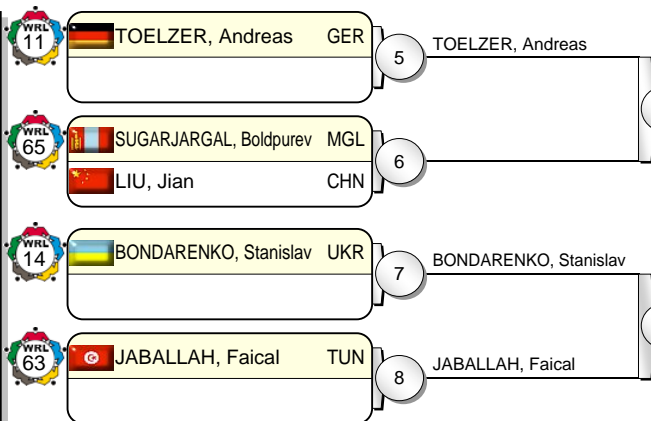 WRL
11
TOELZER, Andreas GER
5
TOELZER, Andreas
WRL
65
SUGARJARGAL, Boldpurev MGL
LIU, Jian CHN
6
WRL
14
BONDARENKO, Stanislav UKR
7
BONDARENKO, Stanislav
WRL
63
JABALLAH, Faical TUN
8
JABALLAH, Faical